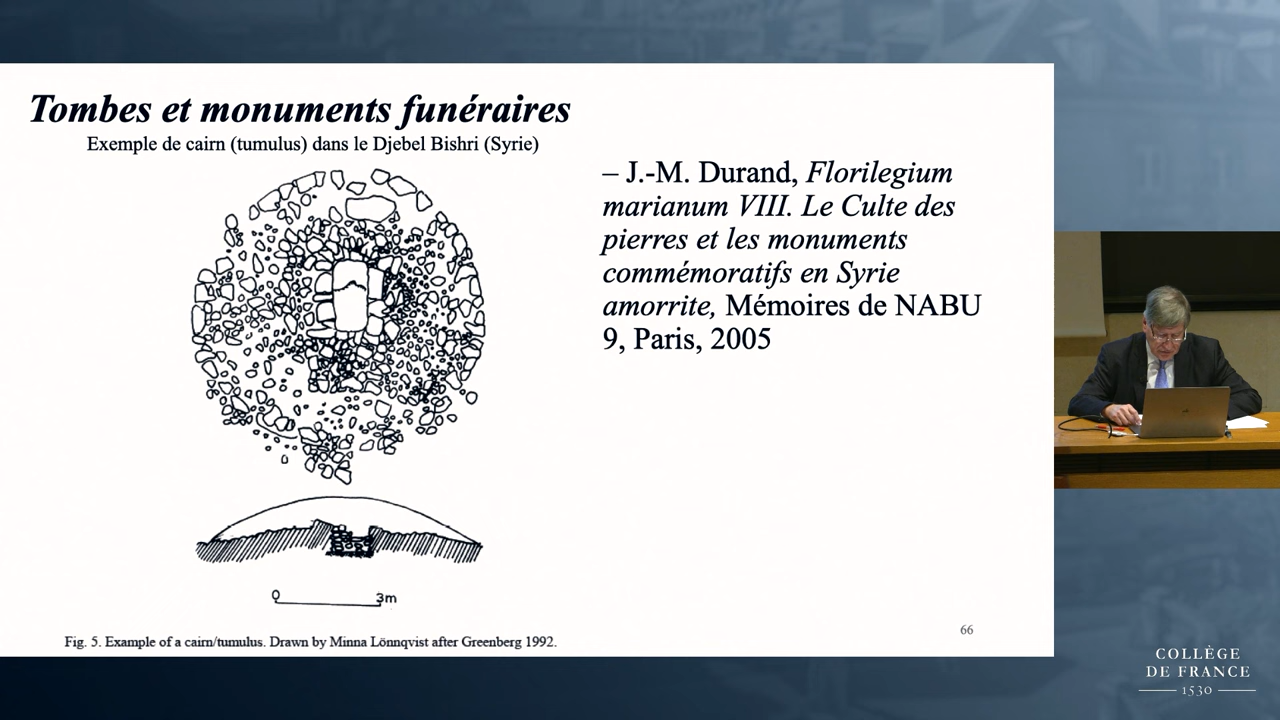 Tombes et monuments funéraires
Exemple de cairn (tumulus) dans le Djebel Bishri (Syrie)
– J.-M. Durand, Florilegium
marianum VIII. Le Culte des
pierres et les monuments
commémoratifs en Syrie
amorrite, Mémoires de NABU
9, Paris, 2005
0 3m
Fig. 5. Example of a cairn/tumulus. Drawn by Minna Lönnqvist after Greenberg 1992.
66
COLLÈGE
DE FRANCE
1530